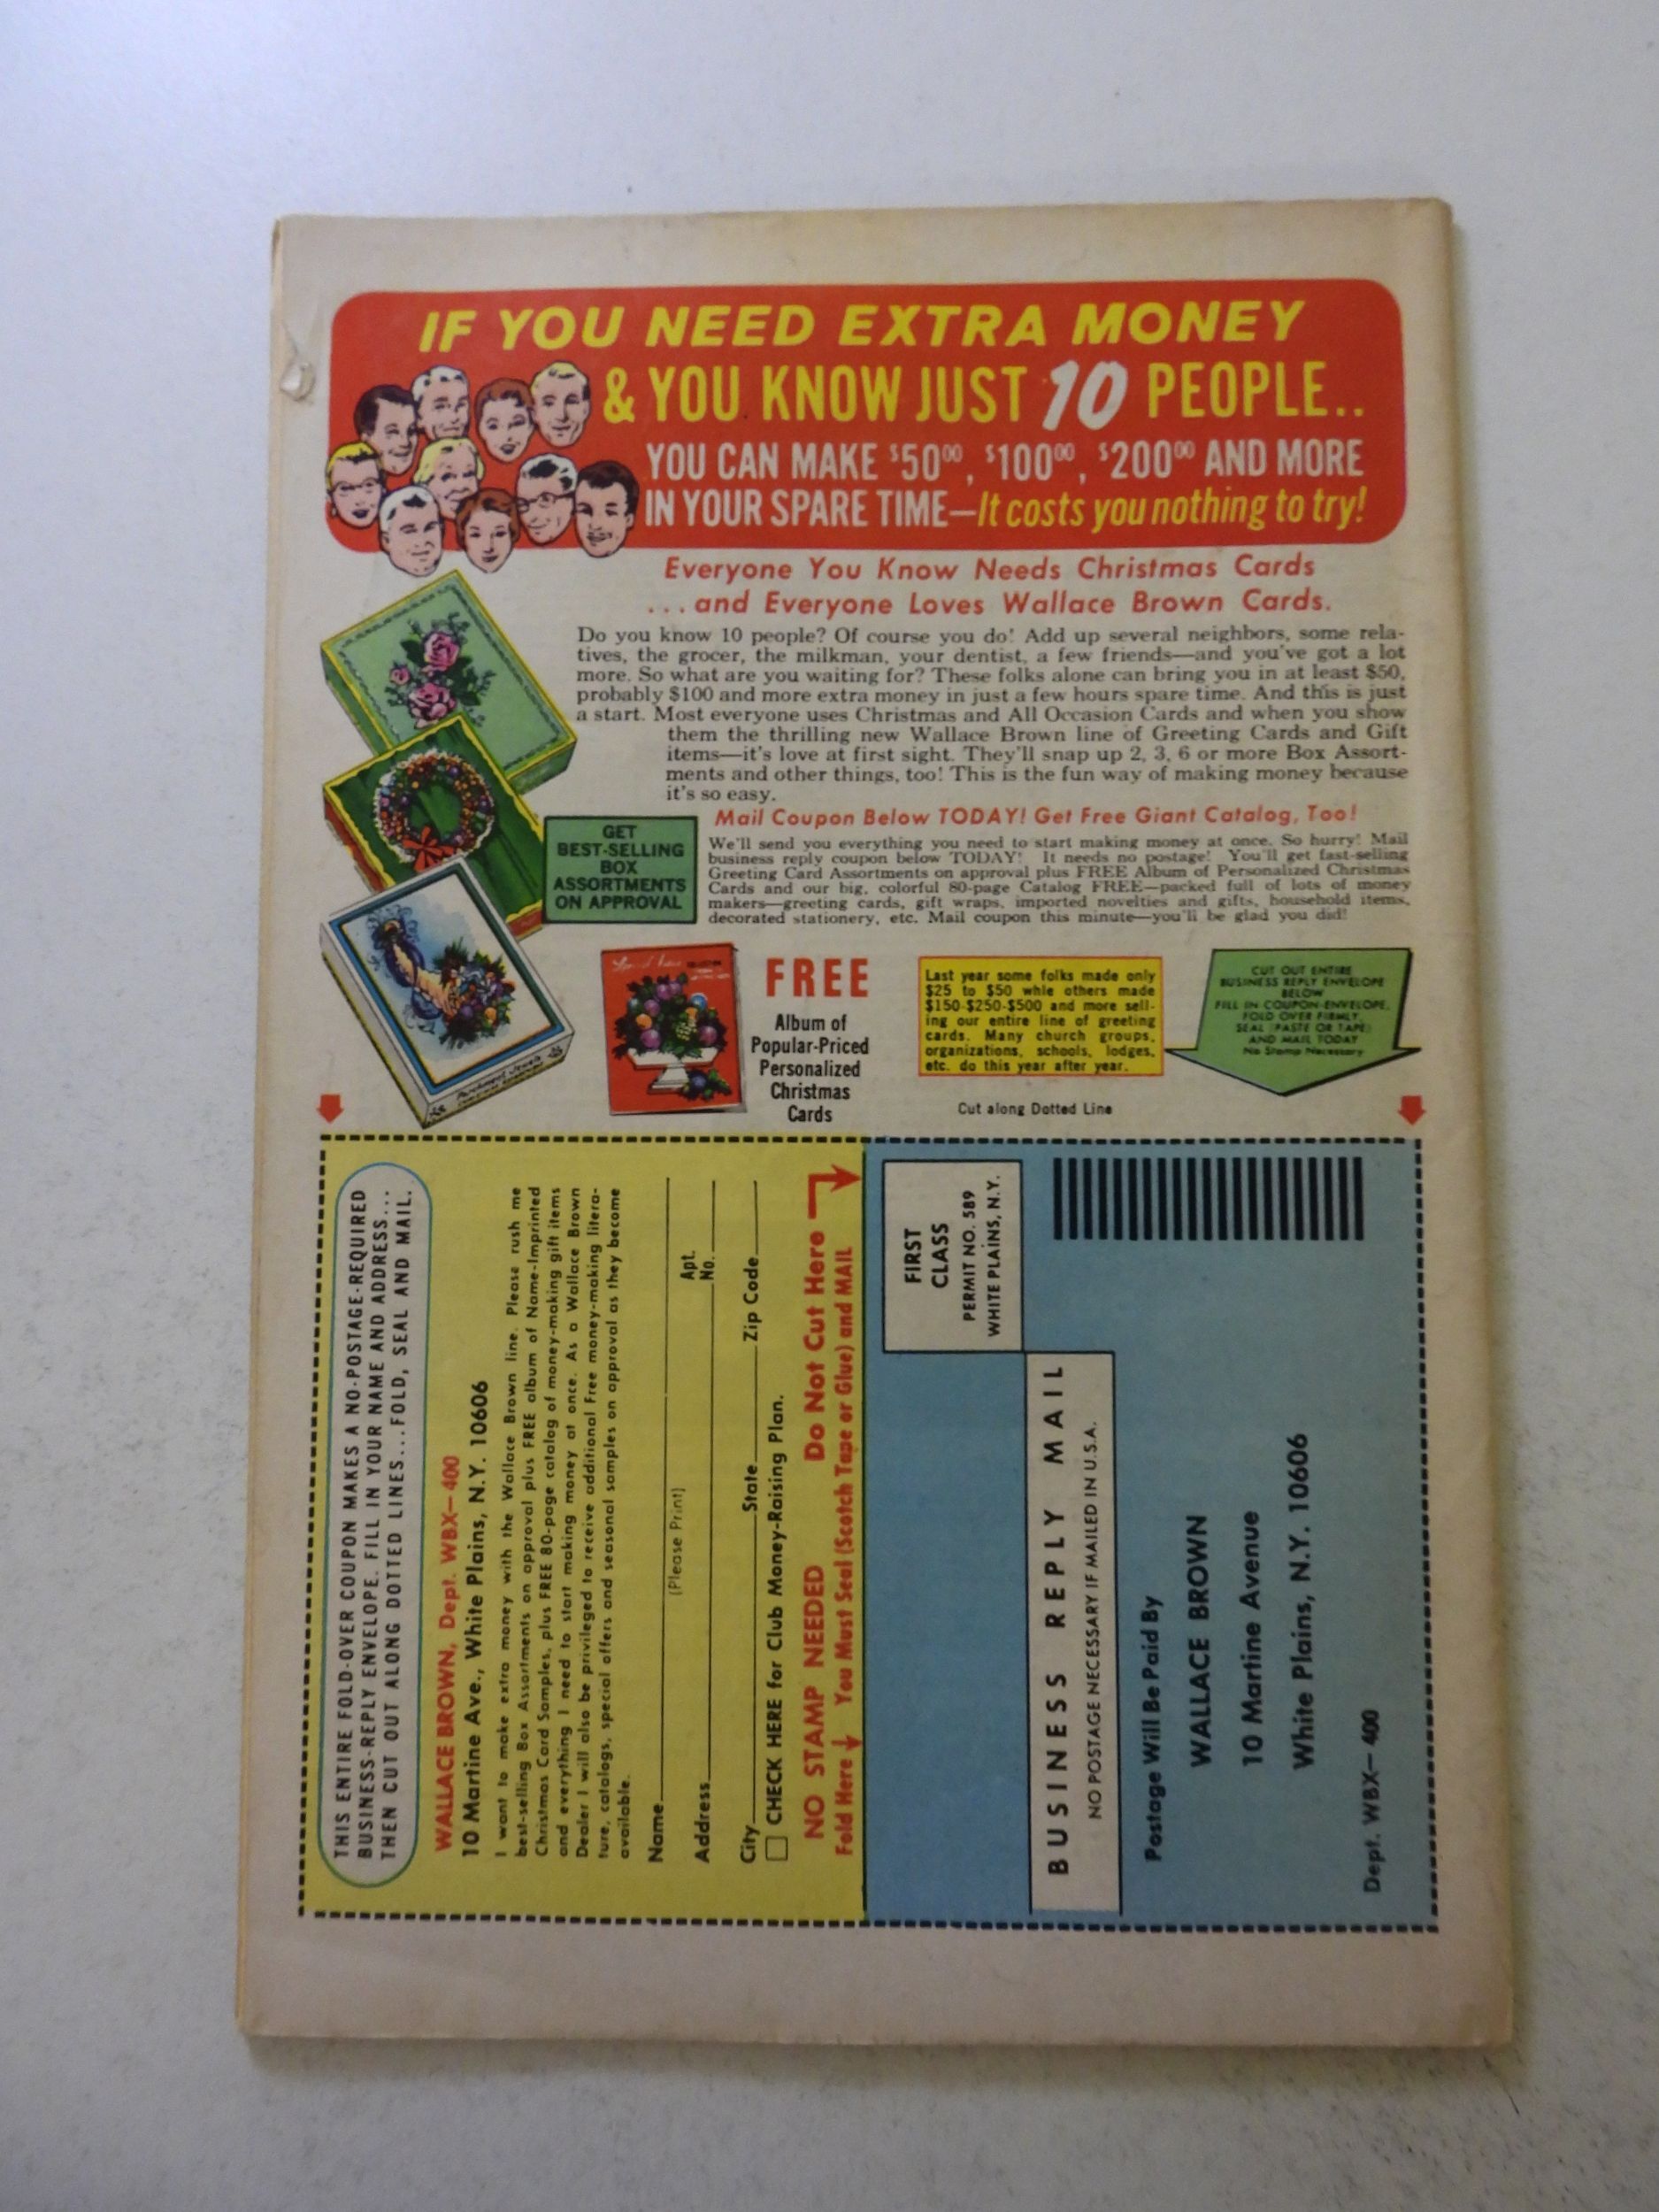 IF YOU NEED EXTRA MONEY
& YOU KNOW JUST 10 PEOPLE..
YOU CAN MAKE $50⁰⁰, $100⁰⁰, $200⁰⁰ AND MORE
IN YOUR SPARE TIME—It costs you nothing to try!
Everyone You Know Needs Christmas Cards
...and Everyone Loves Wallace Brown Cards.
Do you know 10 people? Of course you do! Add up several neighbors, some rela-
tives, the grocer, the milkman, your dentist, a few friends—and you've got a lot
more. So what are you waiting for? These folks alone can bring you in at least $50,
probably $100 and more extra money in just a few hours spare time. And this is just
a start. Most everyone uses Christmas and All Occasion Cards and when you show
them the thrilling new Wallace Brown line of Greeting Cards and Gift
items—it's love at first sight. They'll snap up 2, 3, 6 or more Box Assort-
ments and other things, too! This is the fun way of making money because
it's so easy.
GET
BEST-SELLING
BOX
ASSORTMENTS
ON APPROVAL
Mail Coupon Below TODAY! Get Free Giant Catalog, Too!
We'll send you everything you need to start making money at once. So hurry! Mail
business reply coupon below TODAY! It needs no postage! You'll get fast-selling
Greeting Card Assortments on approval plus FREE Album of Personalized Christmas
Cards and our big, colorful 80-page Catalog FREE—packed full of lots of money
makers—greeting cards, gift wraps, imported novelties and gifts, household items,
decorated stationery, etc. Mail coupon this minute—you'll be glad you did!
FREE
Album of
Popular-Priced
Personalized
Christmas
Cards
Last year some folks made only
$25 to $50 whle others made
$150-$250-$500 and more sell-
ing our entire line of greeting
cards. Many church groups,
organizations, schools, lodges,
etc. do this year after year.
CUT OUT ENTIRE
BUSINESS REPLY ENVELOPE
BELOW
FILL IN COUPON-ENVELOPE,
FOLD OVER FIRMLY,
SEAL (PASTE OR TAPE)
AND MAIL TODAY
No Stamp Necessary
Cut along Dotted Line
THIS ENTIRE FOLD-OVER COUPON MAKES A NO-POSTAGE-REQUIRED
BUSINESS-REPLY ENVELOPE. FILL IN YOUR NAME AND ADDRESS...
THEN CUT OUT ALONG DOTTED LINES...FOLD, SEAL AND MAIL.
WALLACE BROWN, Dept. WBX—400
10 Martine Ave., White Plains, N.Y. 10606
I want to make extra money with the Wallace Brown line. Please rush me
best-selling Box Assortments on approval plus FREE album of Name-Imprinted
Christmas Card Samples, plus FREE 80-page catalog of money-making gift items
and everything I need to start making money at once. As a Wallace Brown
Dealer I will also be privileged to receive additional Free money-making litera-
ture, catalogs, special offers and seasonal samples on approval as they become
available.
Name
(Please Print)
Address Apt. No.
City State Zip Code
CHECK HERE for Club Money-Raising Plan.
NO STAMP NEEDED Do Not Cut Here
Fold Here You Must Seal (Scotch Tape or Glue) and MAIL
FIRST
CLASS
PERMIT NO. 589
WHITE PLAINS, N.Y.
BUSINESS REPLY MAIL
NO POSTAGE NECESSARY IF MAILED IN U.S.A.
Postage Will Be Paid By
WALLACE BROWN
10 Martine Avenue
White Plains, N.Y. 10606
Dept. WBX—400